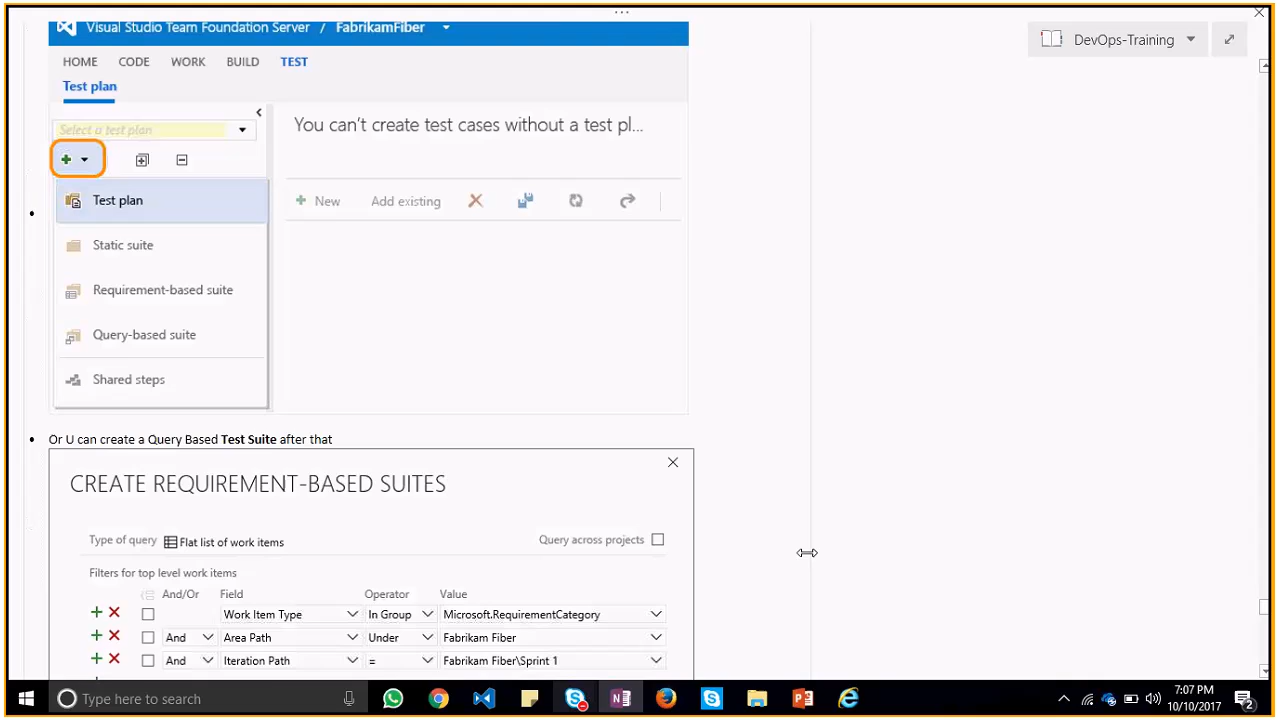 Visual Studio Team Foundation Server / FabrikamFiber
DevOps-Training
HOME CODE WORK BUILD TEST
Test plan
Select a test plan
You can't create test cases without a test pl...
New Add existing
Test plan
Static suite
Requirement-based suite
Query-based suite
Shared steps
Or U can create a Query Based Test Suite after that
CREATE REQUIREMENT-BASED SUITES
Type of query Flat list of work items Query across projects
Filters for top level work items
And/Or Field Operator Value
Work Item Type In Group Microsoft.RequirementCategory
And Area Path Under Fabrikam Fiber
And Iteration Path = Fabrikam Fiber\Sprint 1
Type here to search
7:07 PM
10/10/2017
2